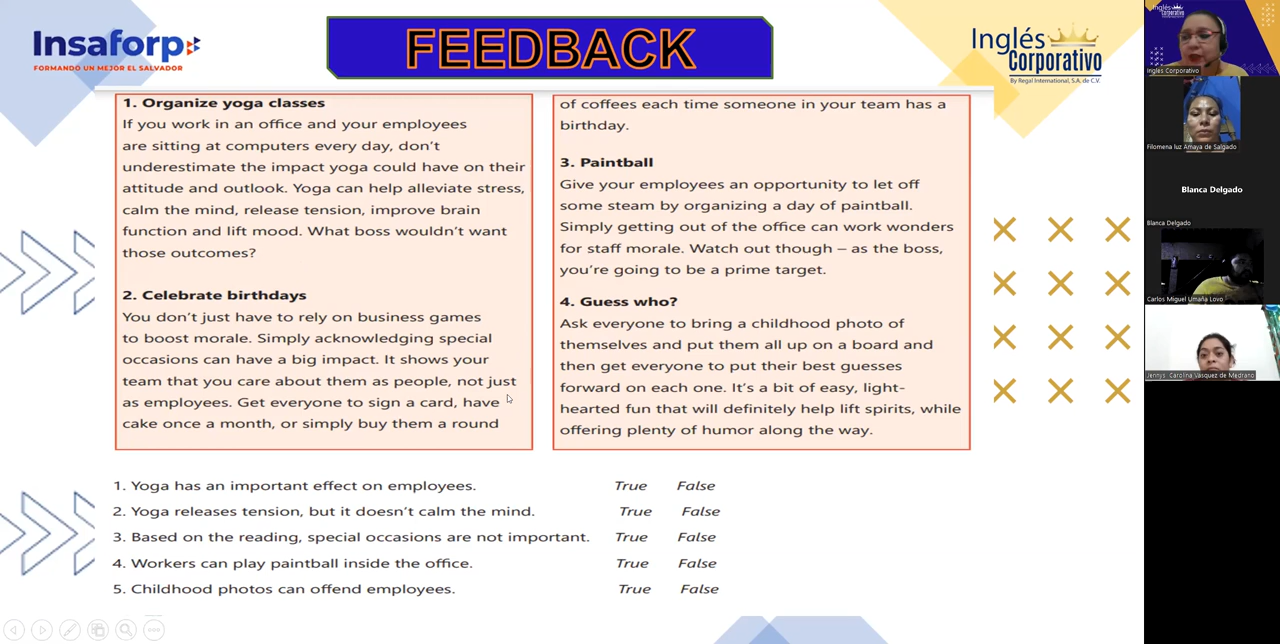 Insaforp
FORMANDO UN MEJOR EL SALVADOR
FEEDBACK
Inglés
Corporativo
By Regal International, S.A. de C.V.
1. Organize yoga classes
If you work in an office and your employees
are sitting at computers every day, don't
underestimate the impact yoga could have on their
attitude and outlook. Yoga can help alleviate stress,
calm the mind, release tension, improve brain
function and lift mood. What boss wouldn't want
those outcomes?
2. Celebrate birthdays
You don't just have to rely on business games
to boost morale. Simply acknowledging special
occasions can have a big impact. It shows your
team that you care about them as people, not just
as employees. Get everyone to sign a card, have
cake once a month, or simply buy them a round
of coffees each time someone in your team has a
birthday.
3. Paintball
Give your employees an opportunity to let off
some steam by organizing a day of paintball.
Simply getting out of the office can work wonders
for staff morale. Watch out though – as the boss,
you're going to be a prime target.
4. Guess who?
Ask everyone to bring a childhood photo of
themselves and put them all up on a board and
then get everyone to put their best guesses
forward on each one. It's a bit of easy, light-
hearted fun that will definitely help lift spirits, while
offering plenty of humor along the way.
1. Yoga has an important effect on employees. True False
2. Yoga releases tension, but it doesn't calm the mind. True False
3. Based on the reading, special occasions are not important. True False
4. Workers can play paintball inside the office. True False
5. Childhood photos can offend employees. True False
Inglés
Corporativo
Inglés Corporativo
Filomena luz Amaya de Salgado
Blanca Delgado
Blanca Delgado
Carlos Miguel Umaña Lovo
Jennys Carolina Vásquez de Medrano